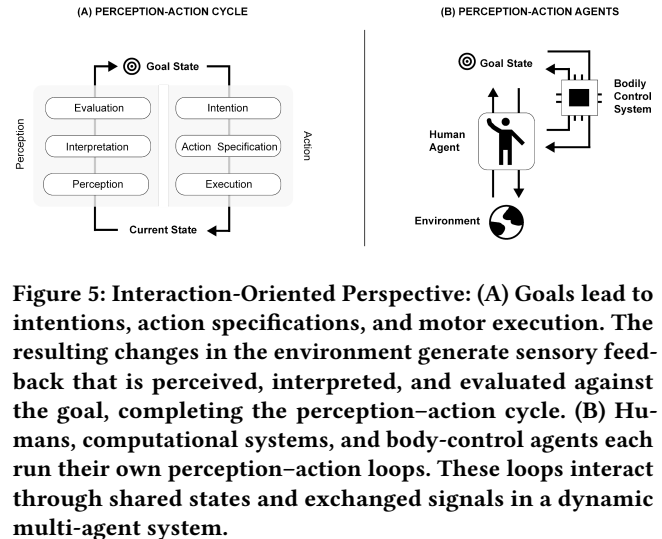 (A) PERCEPTION-ACTION CYCLE
Goal State
Evaluation
Intention
Perception
Interpretation
Action Specification
Action
Perception
Execution
Current State
(B) PERCEPTION-ACTION AGENTS
Goal State
Bodily
Control
System
Human
Agent
Environment
Figure 5: Interaction-Oriented Perspective: (A) Goals lead to
intentions, action specifications, and motor execution. The
resulting changes in the environment generate sensory feed-
back that is perceived, interpreted, and evaluated against
the goal, completing the perception–action cycle. (B) Hu-
mans, computational systems, and body-control agents each
run their own perception–action loops. These loops interact
through shared states and exchanged signals in a dynamic
multi-agent system.